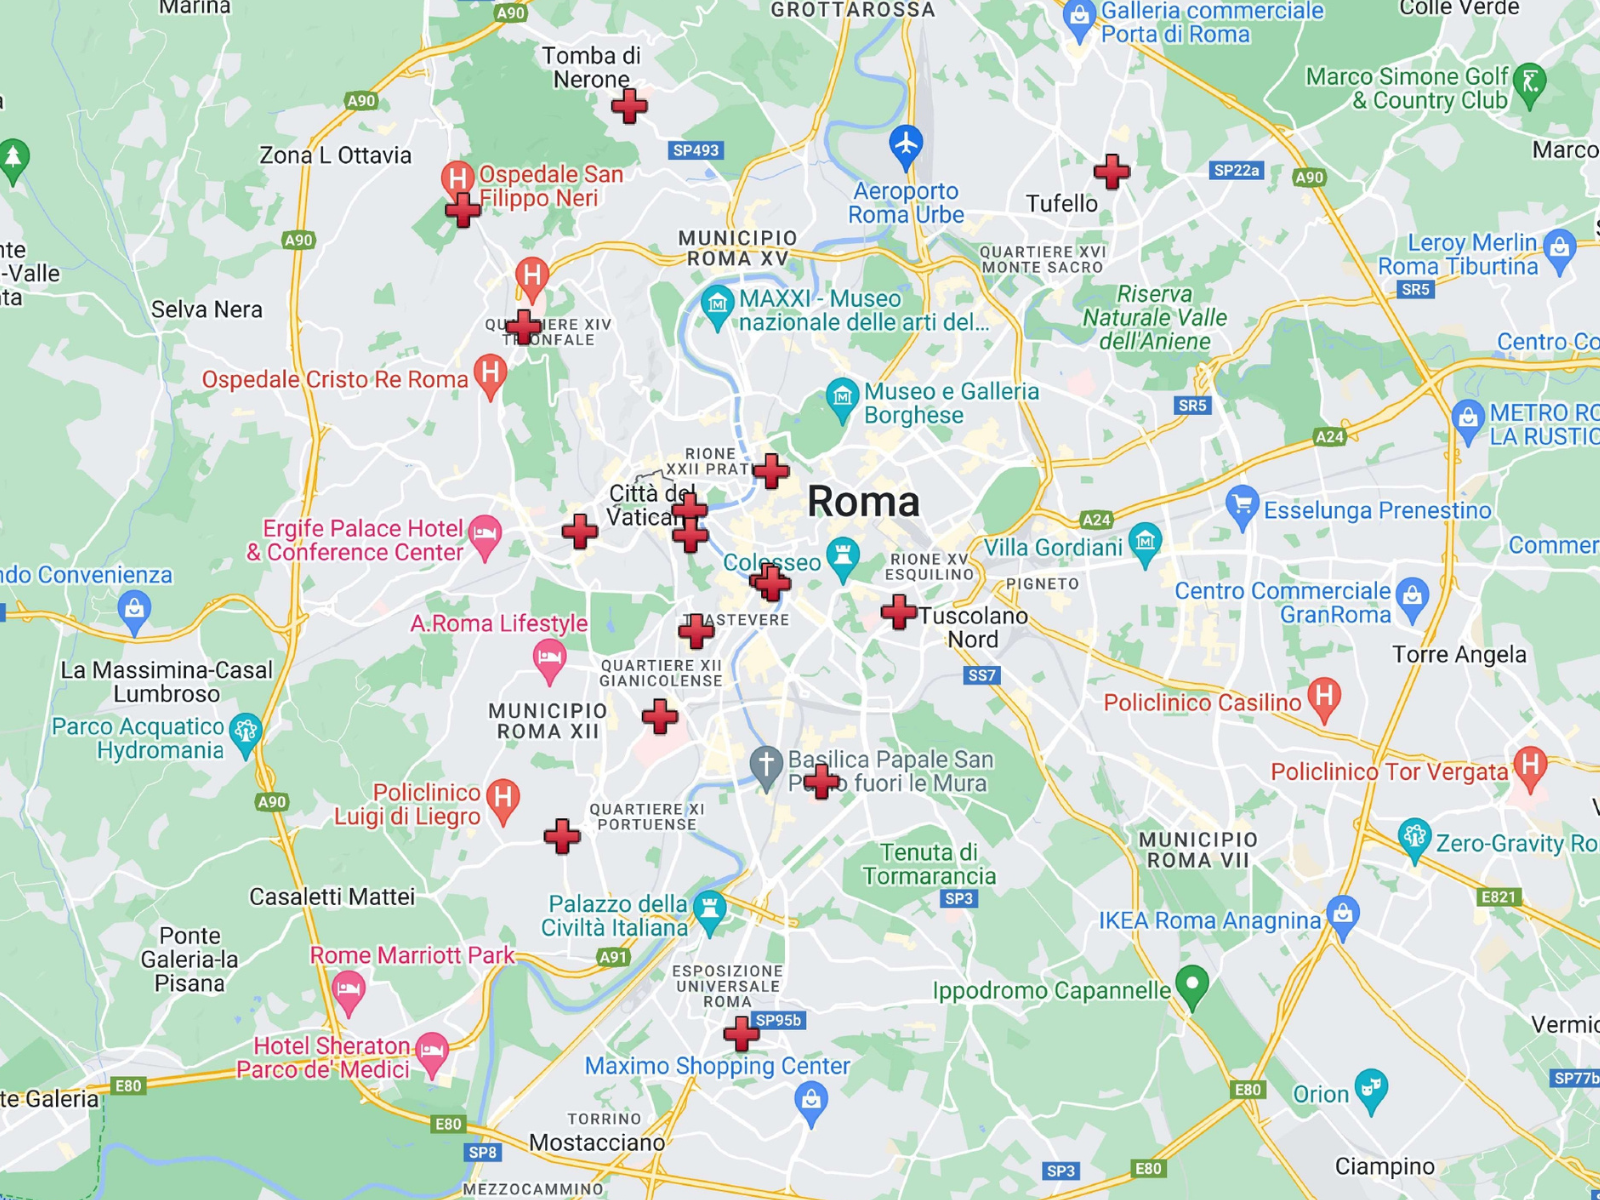 Marina
A90
GROTTAROSSA
Galleria commerciale
Porta di Roma
Colle Verde
Tomba di
Nerone
Marco Simone Golf
& Country Club
A90
SP493
Zona L Ottavia
Ospedale San
Filippo Neri
H
Aeroporto
Roma Urbe
Tufello
SP22a
A90
Marco
A90
MUNICIPIO
ROMA XV
QUARTIERE XVI
MONTE SACRO
Leroy Merlin
Roma Tiburtina
SR5
nte
-Valle
ta
H
Selva Nera
MAXXI - Museo
nazionale delle arti del...
M
Riserva
Naturale Valle
dell'Aniene
QUARTIERE XIV
Centro Co
Ospedale Cristo Re Roma
H
Museo e Galleria
Borghese
M
SR5
METRO RO
LA RUSTIC
A24
RIONE
XXII PRATI
Città del
Roma
Ergife Palace Hotel
& Conference Center
A24
Esselunga Prenestino
Villa Gordiani
M
Commer
Colosseo
RIONE XV
ESQUILINO
PIGNETO
ndo Convenienza
Centro Commerciale
GranRoma
A.Roma Lifestyle
Tuscolano
Nord
La Massimina-Casal
Lumbroso
QUARTIERE XII
GIANICOLENSE
SS7
Torre Angela
Policlinico Casilino
H
MUNICIPIO
ROMA XII
Parco Acquatico
Hydromania
Basilica Papale San
fuori le Mura
Policlinico Tor Vergata
H
A90
Policlinico
Luigi di Liegro
H
QUARTIERE XI
PORTUENSE
MUNICIPIO
ROMA VII
Zero-Gravity Ro
Tenuta di
Tormarancia
SP3
E821
Casaletti Mattei
Palazzo della
Civiltà Italiana
IKEA Roma Anagnina
Ponte
Galeria-la
Pisana
Rome Marriott Park
A91
ESPOSIZIONE
UNIVERSALE
ROMA
Ippodromo Capannelle
SP95b
Vermic
Hotel Sheraton
Parco de' Medici
Maximo Shopping Center
E80
te Galeria
E80
Orion
SP77b
E80
TORRINO
Mostacciano
SP8
SP3
E80
Ciampino
MEZZOCAMMINO